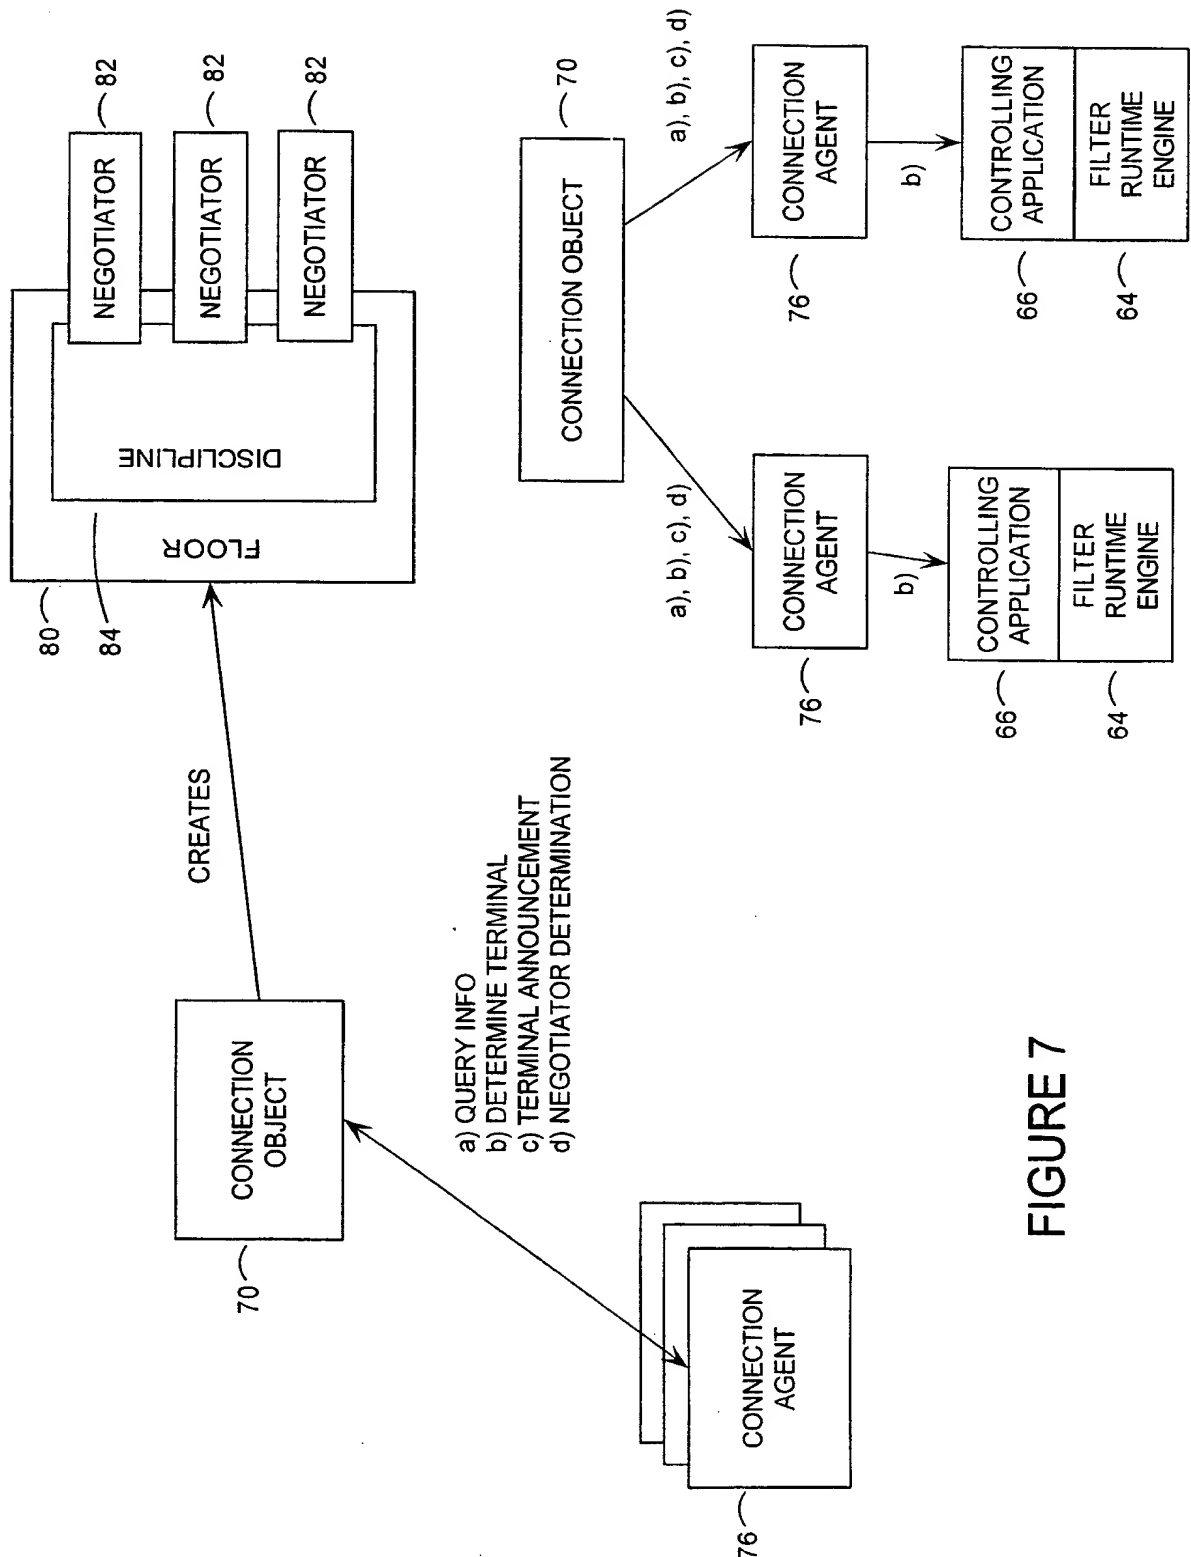 80
FLOOR
84
DISCIPLINE
NEGOTIATOR
82
NEGOTIATOR
82
NEGOTIATOR
82
CREATES
CONNECTION
OBJECT
70
a) QUERY INFO
b) DETERMINE TERMINAL
c) TERMINAL ANNOUNCEMENT
d) NEGOTIATOR DETERMINATION
CONNECTION
AGENT
76
CONNECTION OBJECT
70
a), b), c), d)
a), b), c), d)
CONNECTION
AGENT
76
b)
CONTROLLING
APPLICATION
66
FILTER
RUNTIME
ENGINE
64
CONNECTION
AGENT
76
b)
CONTROLLING
APPLICATION
66
FILTER
RUNTIME
ENGINE
64
FIGURE 7